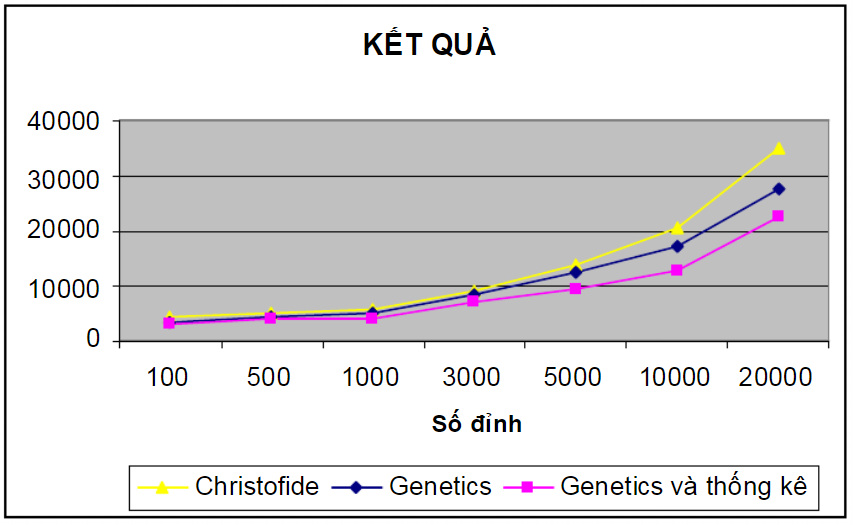 KẾT QUẢ
40000
30000
20000
10000
0
100 500 1000 3000 5000 10000 20000
Số đỉnh
Christofide Genetics Genetics và thống kê